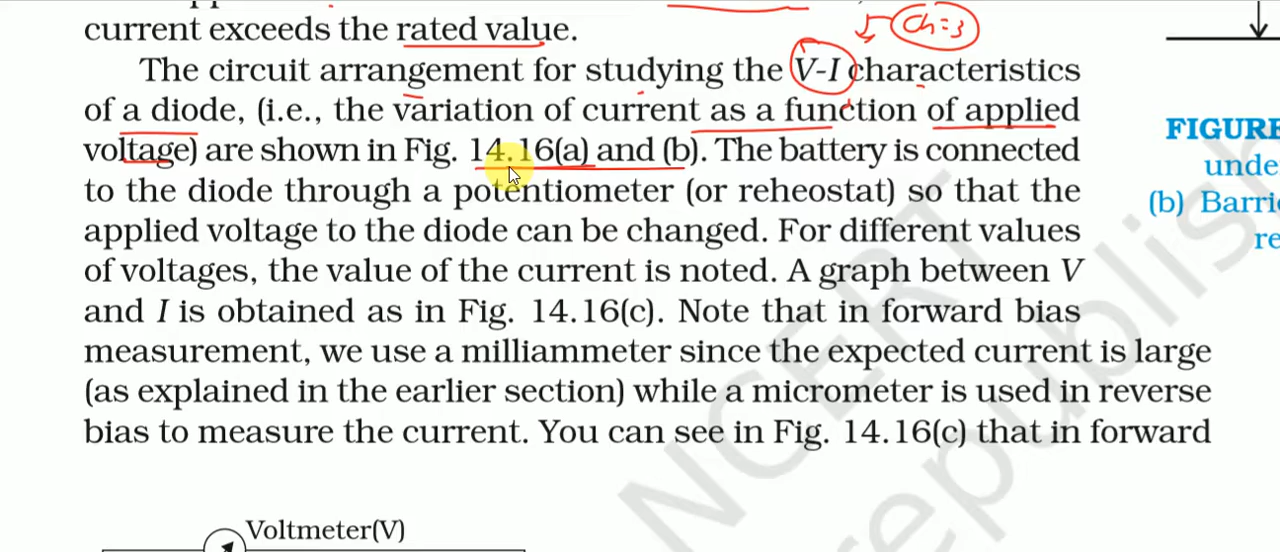 current exceeds the rated value.
Ch=3
The circuit arrangement for studying the V-I characteristics
of a diode, (i.e., the variation of current as a function of applied
voltage) are shown in Fig. 14.16(a) and (b). The battery is connected
to the diode through a potentiometer (or reheostat) so that the
applied voltage to the diode can be changed. For different values
of voltages, the value of the current is noted. A graph between V
and I is obtained as in Fig. 14.16(c). Note that in forward bias
measurement, we use a milliammeter since the expected current is large
(as explained in the earlier section) while a micrometer is used in reverse
bias to measure the current. You can see in Fig. 14.16(c) that in forward
Voltmeter(V)
FIGURE
unde
(b) Barri
re
NCERT
republish